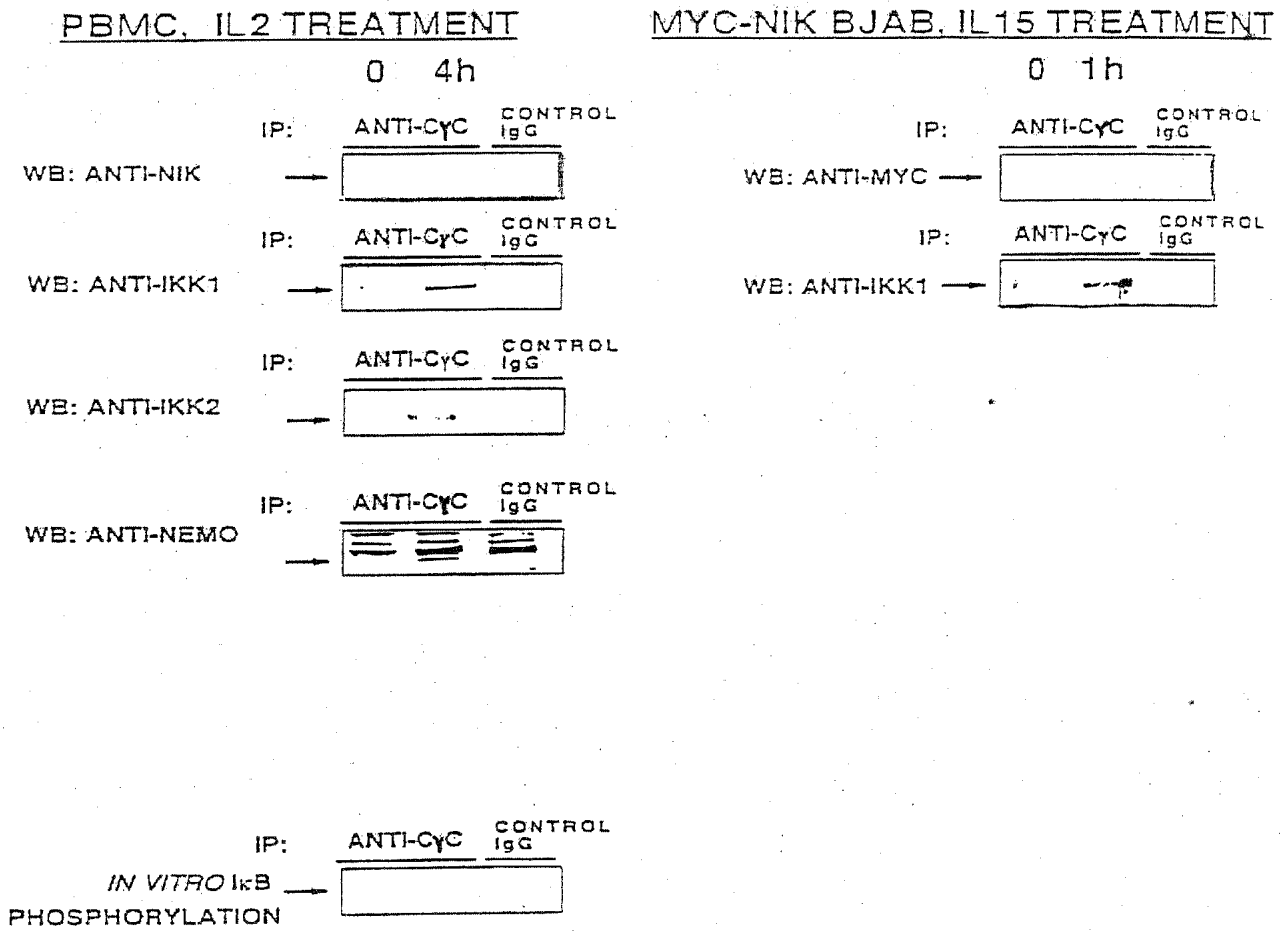 PBMC, IL2 TREATMENT
0 4h
IP: ANTI-CγC CONTROL IgG
WB: ANTI-NIK
IP: ANTI-CγC CONTROL IgG
WB: ANTI-IKK1
IP: ANTI-CγC CONTROL IgG
WB: ANTI-IKK2
IP: ANTI-CγC CONTROL IgG
WB: ANTI-NEMO
IP: ANTI-CγC CONTROL IgG
IN VITRO IκB
PHOSPHORYLATION
MYC-NIK BJAB, IL15 TREATMENT
0 1h
IP: ANTI-CγC CONTROL IgG
WB: ANTI-MYC
IP: ANTI-CγC CONTROL IgG
WB: ANTI-IKK1